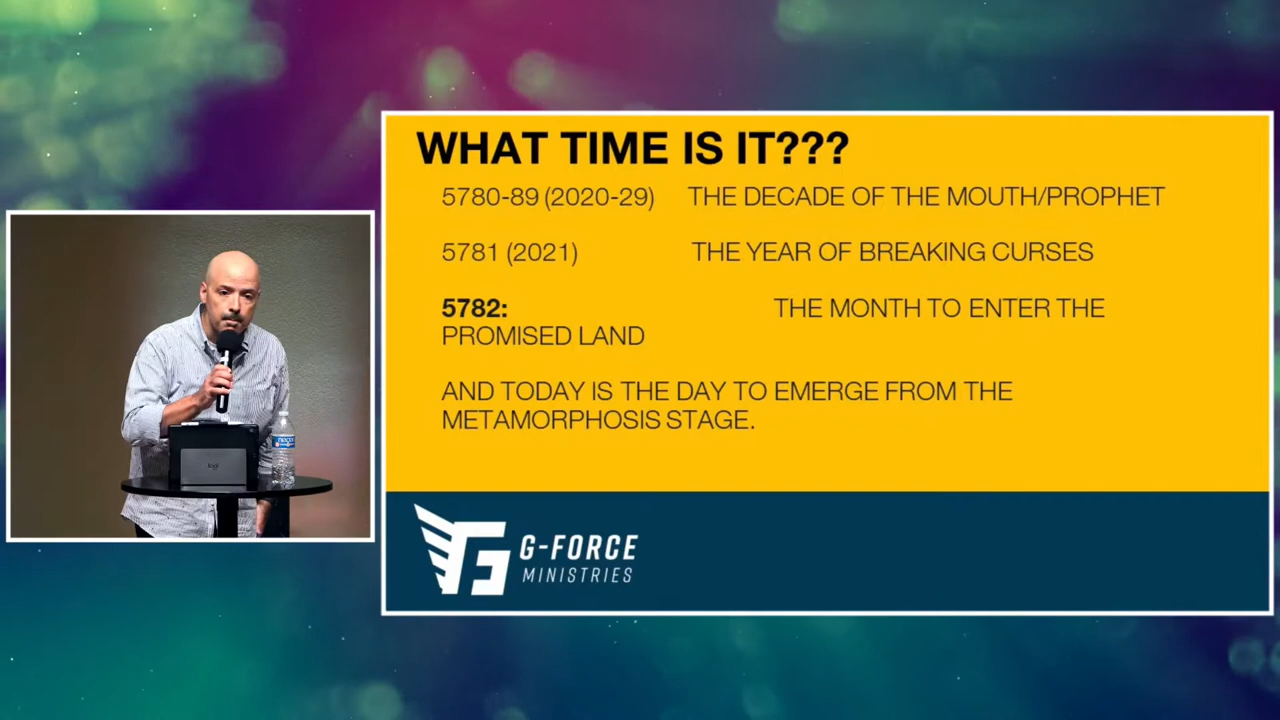 WHAT TIME IS IT???
5780-89 (2020-29) THE DECADE OF THE MOUTH/PROPHET
5781 (2021) THE YEAR OF BREAKING CURSES
5782: THE MONTH TO ENTER THE
PROMISED LAND
AND TODAY IS THE DAY TO EMERGE FROM THE
METAMORPHOSIS STAGE.
G-FORCE
MINISTRIES
logi